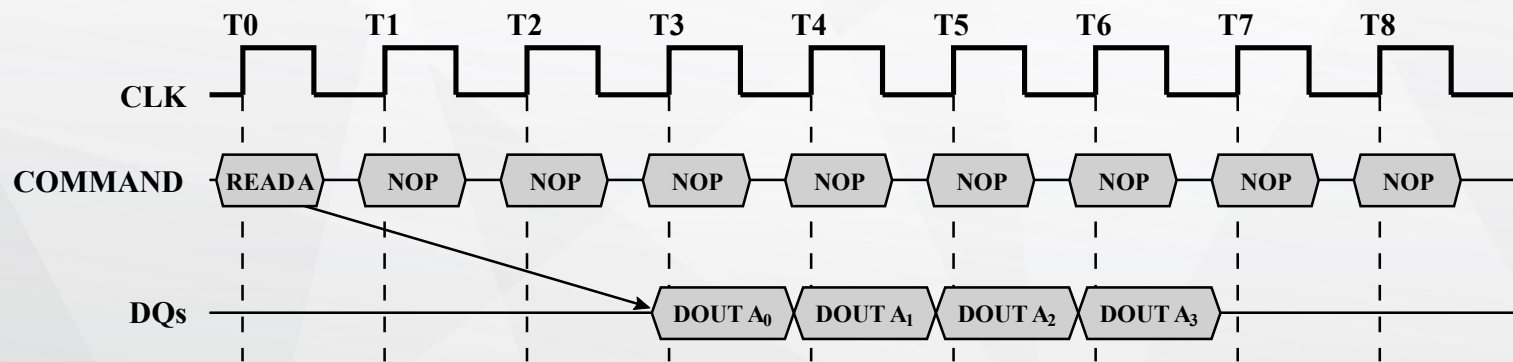 T0 T1 T2 T3 T4 T5 T6 T7 T8
CLK
COMMAND READ A NOP NOP NOP NOP NOP NOP NOP NOP
DQs DOUT A₀ DOUT A₁ DOUT A₂ DOUT A₃